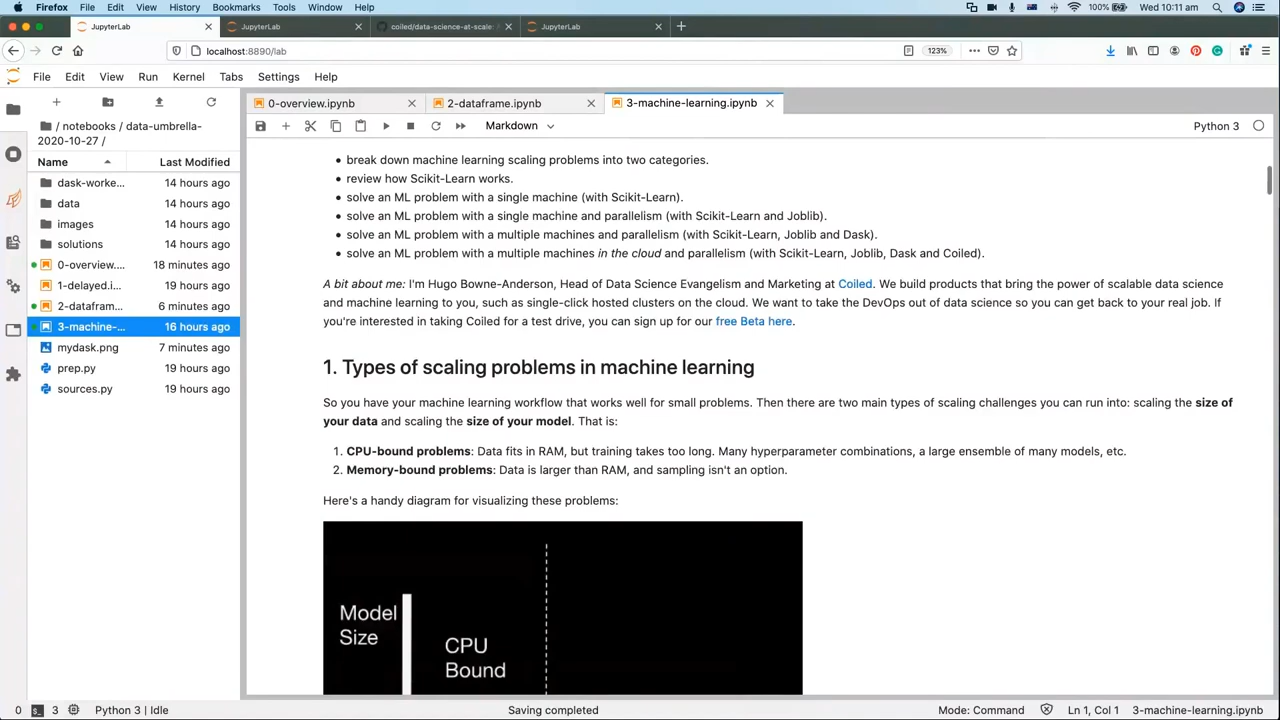 Firefox File Edit View History Bookmarks Tools Window Help 100% Wed 10:11 am
JupyterLab JupyterLab coiled/data-science-at-scale: JupyterLab
localhost:8890/lab 123%
File Edit View Run Kernel Tabs Settings Help
0-overview.ipynb 2-dataframe.ipynb 3-machine-learning.ipynb
Markdown Python 3
/ notebooks / data-umbrella-
2020-10-27 /
Name Last Modified
dask-worke... 14 hours ago
data 14 hours ago
images 14 hours ago
solutions 14 hours ago
0-overview.... 18 minutes ago
1-delayed.i... 19 hours ago
2-datafram... 6 minutes ago
3-machine-... 16 hours ago
mydask.png 7 minutes ago
prep.py 19 hours ago
sources.py 19 hours ago
• break down machine learning scaling problems into two categories.
• review how Scikit-Learn works.
• solve an ML problem with a single machine (with Scikit-Learn).
• solve an ML problem with a single machine and parallelism (with Scikit-Learn and Joblib).
• solve an ML problem with a multiple machines and parallelism (with Scikit-Learn, Joblib and Dask).
• solve an ML problem with a multiple machines in the cloud and parallelism (with Scikit-Learn, Joblib, Dask and Coiled).
A bit about me: I'm Hugo Bowne-Anderson, Head of Data Science Evangelism and Marketing at Coiled. We build products that bring the power of scalable data science
and machine learning to you, such as single-click hosted clusters on the cloud. We want to take the DevOps out of data science so you can get back to your real job. If
you're interested in taking Coiled for a test drive, you can sign up for our free Beta here.
1. Types of scaling problems in machine learning
So you have your machine learning workflow that works well for small problems. Then there are two main types of scaling challenges you can run into: scaling the size of
your data and scaling the size of your model. That is:
1. CPU-bound problems: Data fits in RAM, but training takes too long. Many hyperparameter combinations, a large ensemble of many models, etc.
2. Memory-bound problems: Data is larger than RAM, and sampling isn't an option.
Here's a handy diagram for visualizing these problems:
Model
Size
CPU
Bound
0 3 Python 3 | Idle Saving completed Mode: Command Ln 1, Col 1 3-machine-learning.ipynb